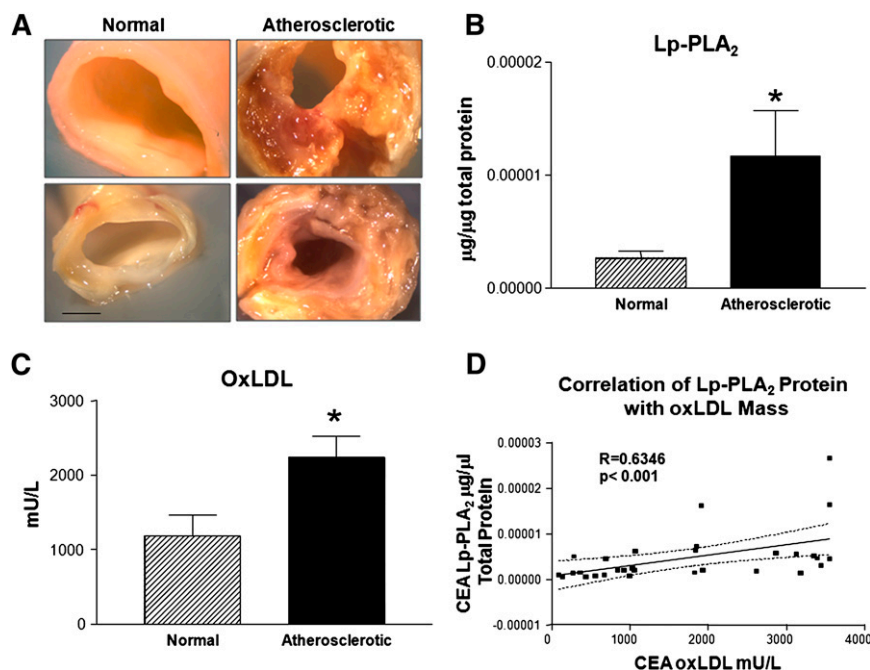 A
Normal
Atherosclerotic
B
Lp-PLA₂
0.00002
0.00001
0.00000
µg/µg total protein
*
Normal
Atherosclerotic
C
OxLDL
3000
2000
1000
0
mU/L
*
Normal
Atherosclerotic
D
Correlation of Lp-PLA₂ Protein
with oxLDL Mass
R=0.6346
p< 0.001
0.00003
0.00002
0.00001
0.00000
-0.00001
CEA Lp-PLA₂ µg/µl
Total Protein
0
1000
2000
3000
4000
CEA oxLDL mU/L